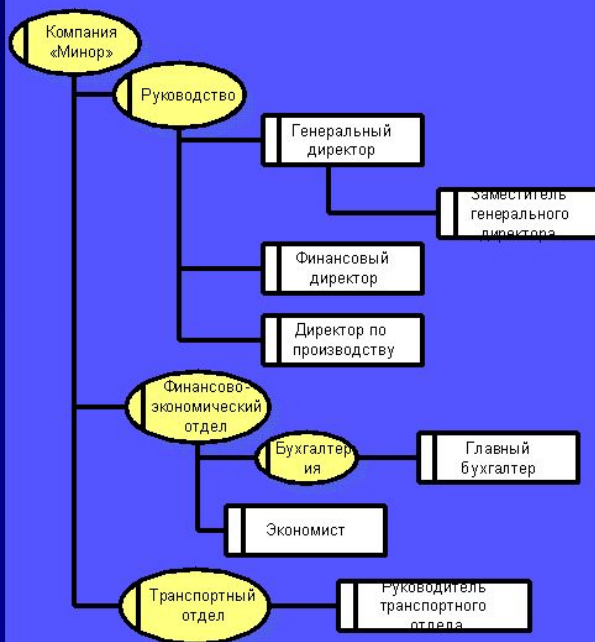 Компания
«Минор»
Руководство
Генеральный
директор
Заместитель
генерального
директора
Финансовый
директор
Директор по
производству
Финансово-
экономический
отдел
Бухгалтер
ия
Главный
бухгалтер
Экономист
Транспортный
отдел
Руководитель
транспортного
отдела